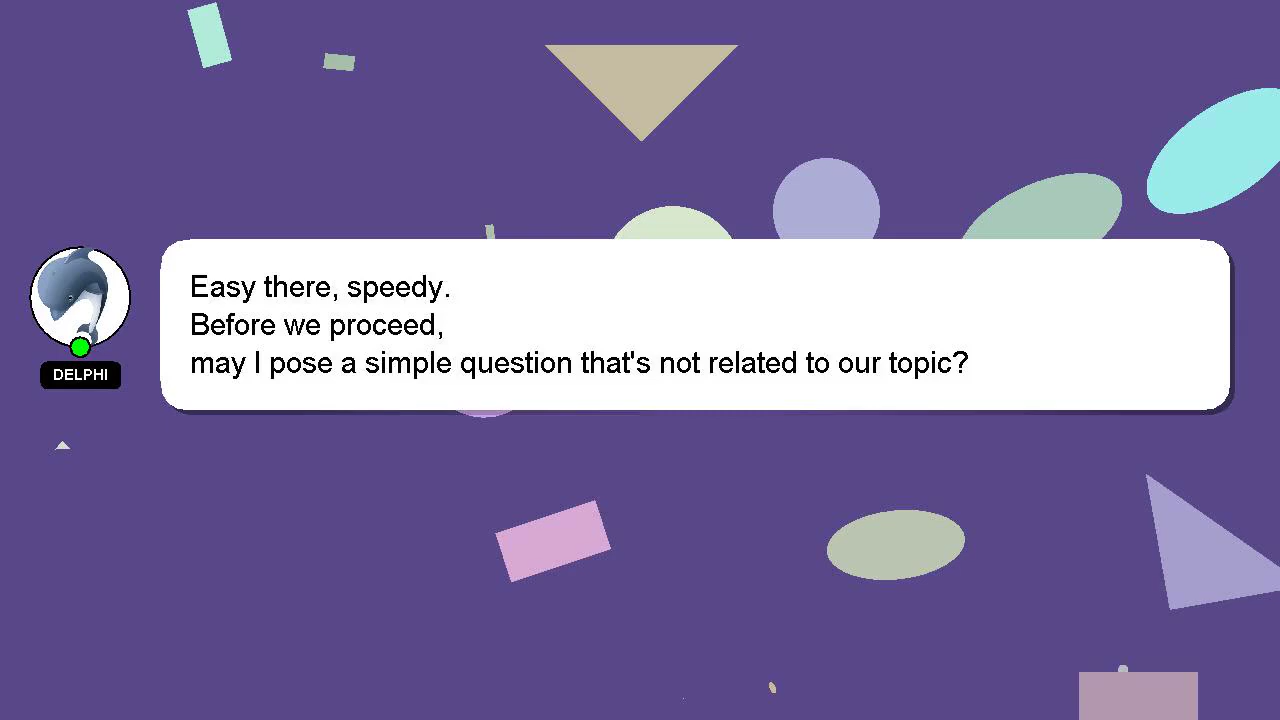 Easy there, speedy.
Before we proceed,
may I pose a simple question that's not related to our topic?
DELPHI